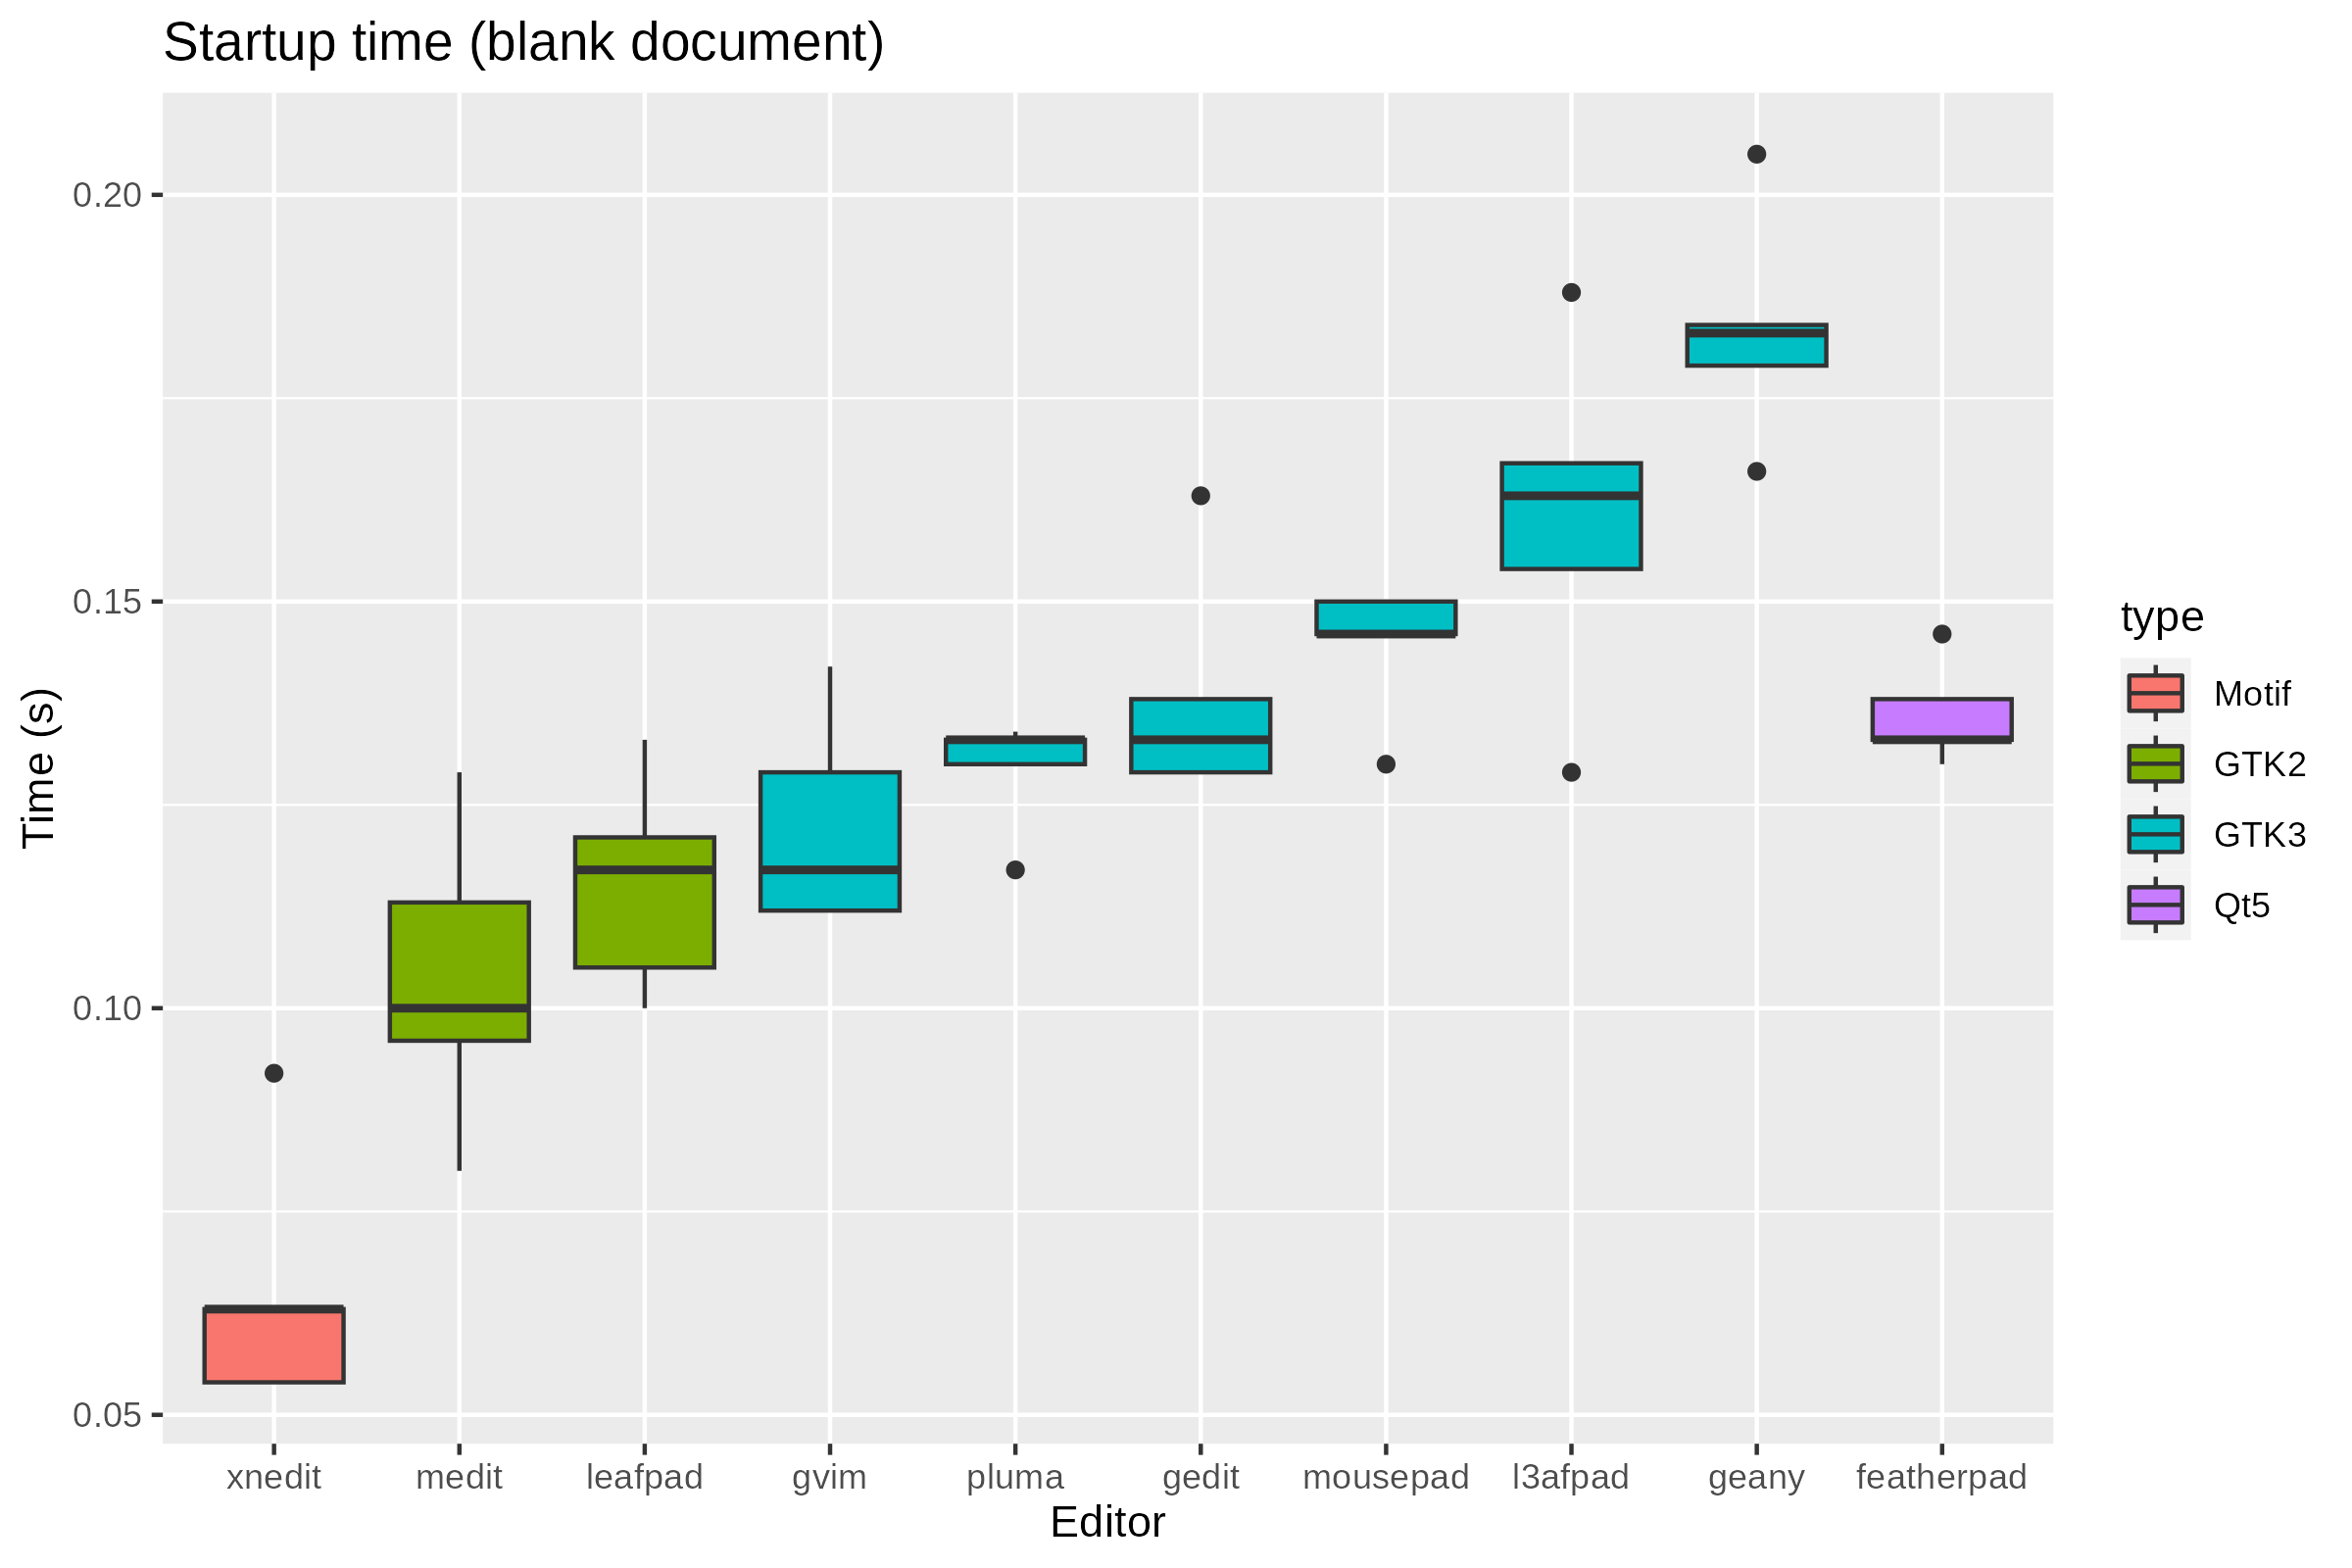 Startup time (blank document)
0.20
0.15
0.10
0.05
Time (s)
xnedit medit leafpad gvim pluma gedit mousepad l3afpad geany featherpad
Editor
type
Motif
GTK2
GTK3
Qt5